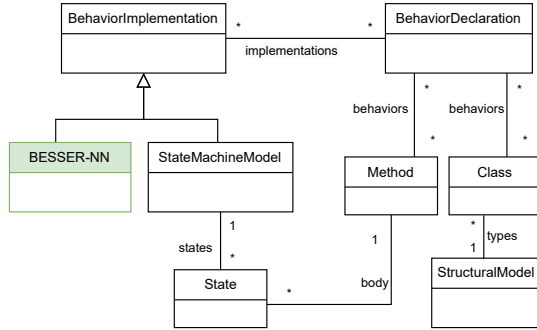 BehaviorImplementation
BehaviorDeclaration
*
*
implementations
*
*
behaviors
behaviors
*
*
BESSER-NN
StateMachineModel
Method
Class
1
1
*
states
types
*
1
body
State
*
StructuralModel